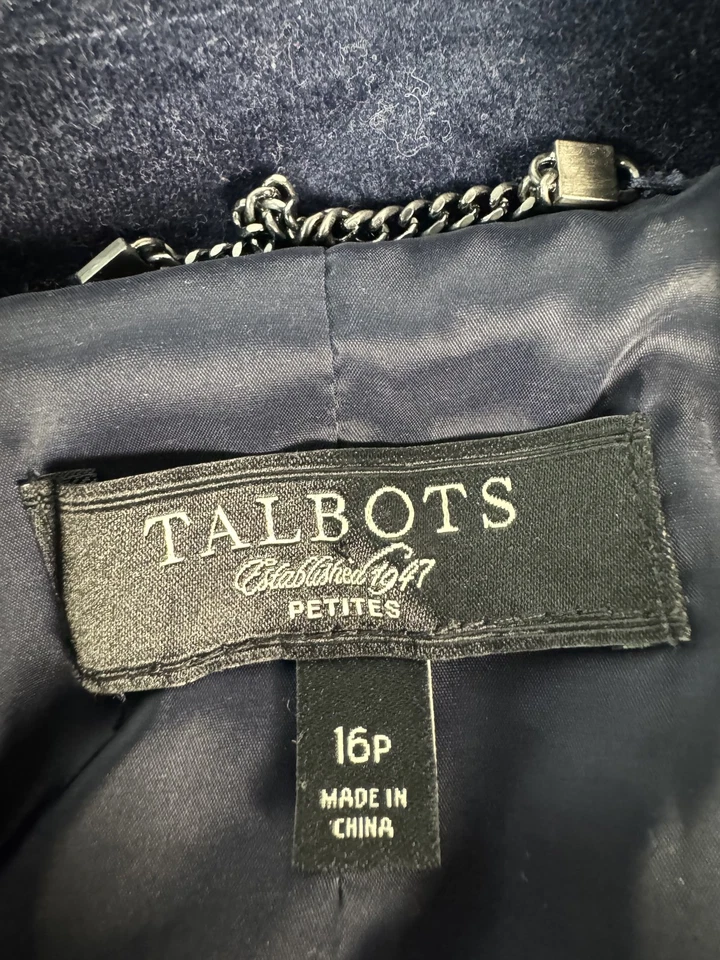 TALBOTS
Established 1947
PETITES
16P
MADE IN
CHINA